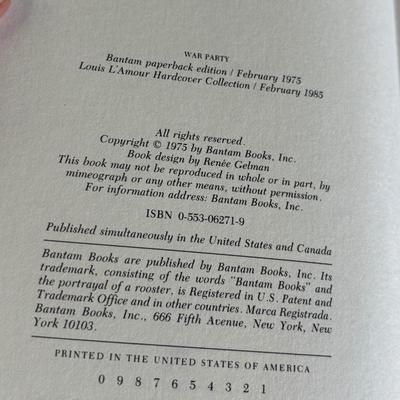 WAR PARTY
Bantam paperback edition / February 1975
Louis L'Amour Hardcover Collection / February 1985
All rights reserved.
Copyright © 1975 by Bantam Books, Inc.
Book design by Renée Gelman
This book may not be reproduced in whole or in part, by
mimeograph or any other means, without permission.
For information address: Bantam Books, Inc.
ISBN 0-553-06271-9
Published simultaneously in the United States and Canada
Bantam Books are published by Bantam Books, Inc. Its
trademark, consisting of the words "Bantam Books" and
the portrayal of a rooster, is Registered in U.S. Patent and
Trademark Office and in other countries. Marca Registrada.
Bantam Books, Inc., 666 Fifth Avenue, New York, New
York 10103.
PRINTED IN THE UNITED STATES OF AMERICA
0 9 8 7 6 5 4 3 2 1